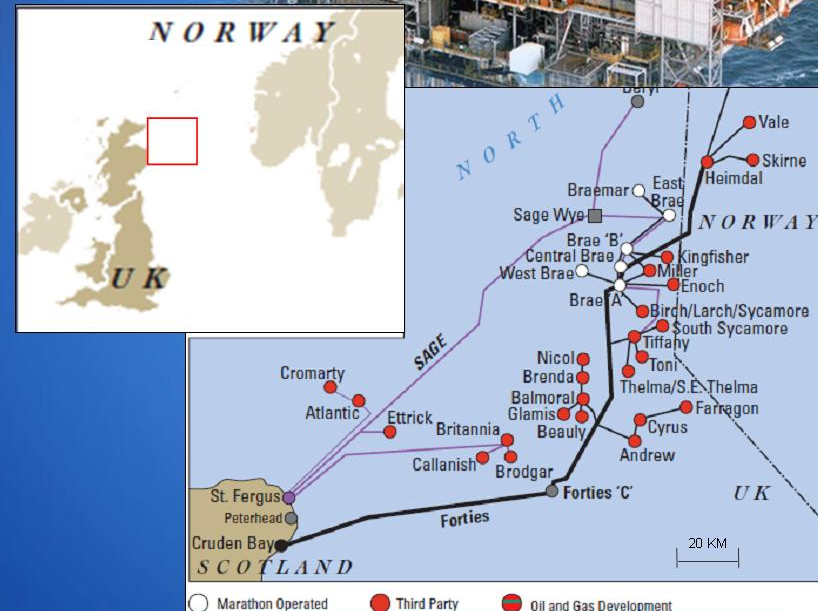 NORWAY
UK
NORTH
Beryl
Vale
Skirne
Heimdal
Braemar
East
Brae
Sage Wye
NORWAY
Brae 'B'
Central Brae
Kingfisher
West Brae
Miller
Enoch
Brae 'A'
Birch/Larch/Sycamore
South Sycamore
Tiffany
SAGE
Nicol
Toni
Cromarty
Brenda
Thelma/S.E. Thelma
Atlantic
Balmoral
Farragon
Ettrick
Glamis
Cyrus
Britannia
Beauly
Callanish
Brodgar
Andrew
St. Fergus
Forties 'C'
UK
Peterhead
Forties
Cruden Bay
20 KM
SCOTLAND
Marathon Operated
Third Party
Oil and Gas Development